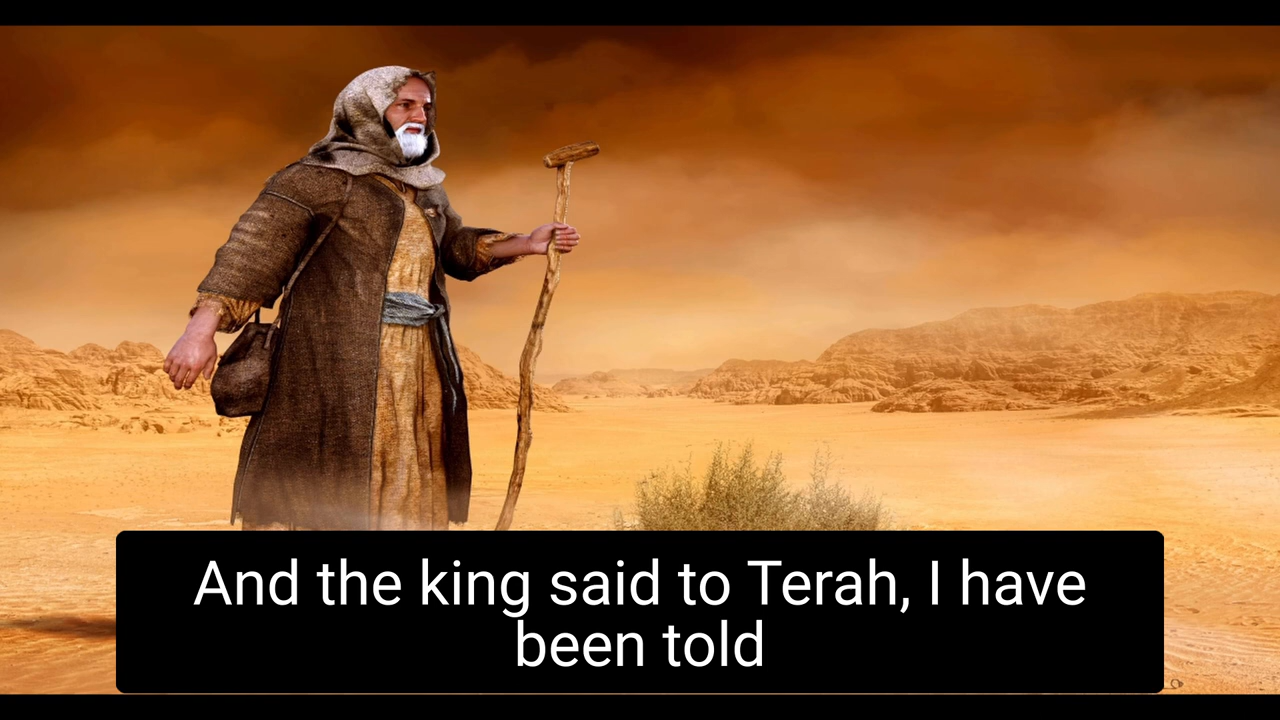 And the king said to Terah, I have
been told